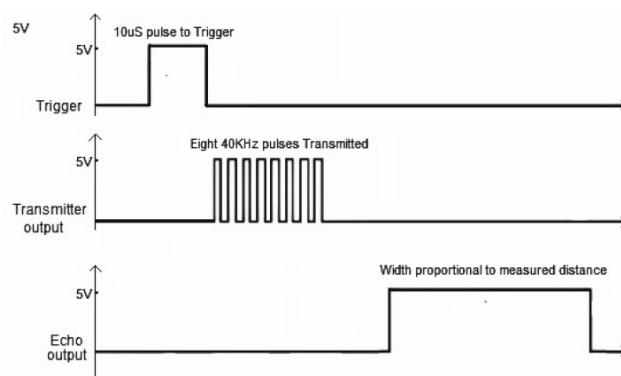 5V
10uS pulse to Trigger
5V
Trigger
Eight 40KHz pulses Transmitted
5V
Transmitter
output
Width proportional to measured distance
5V
Echo
output